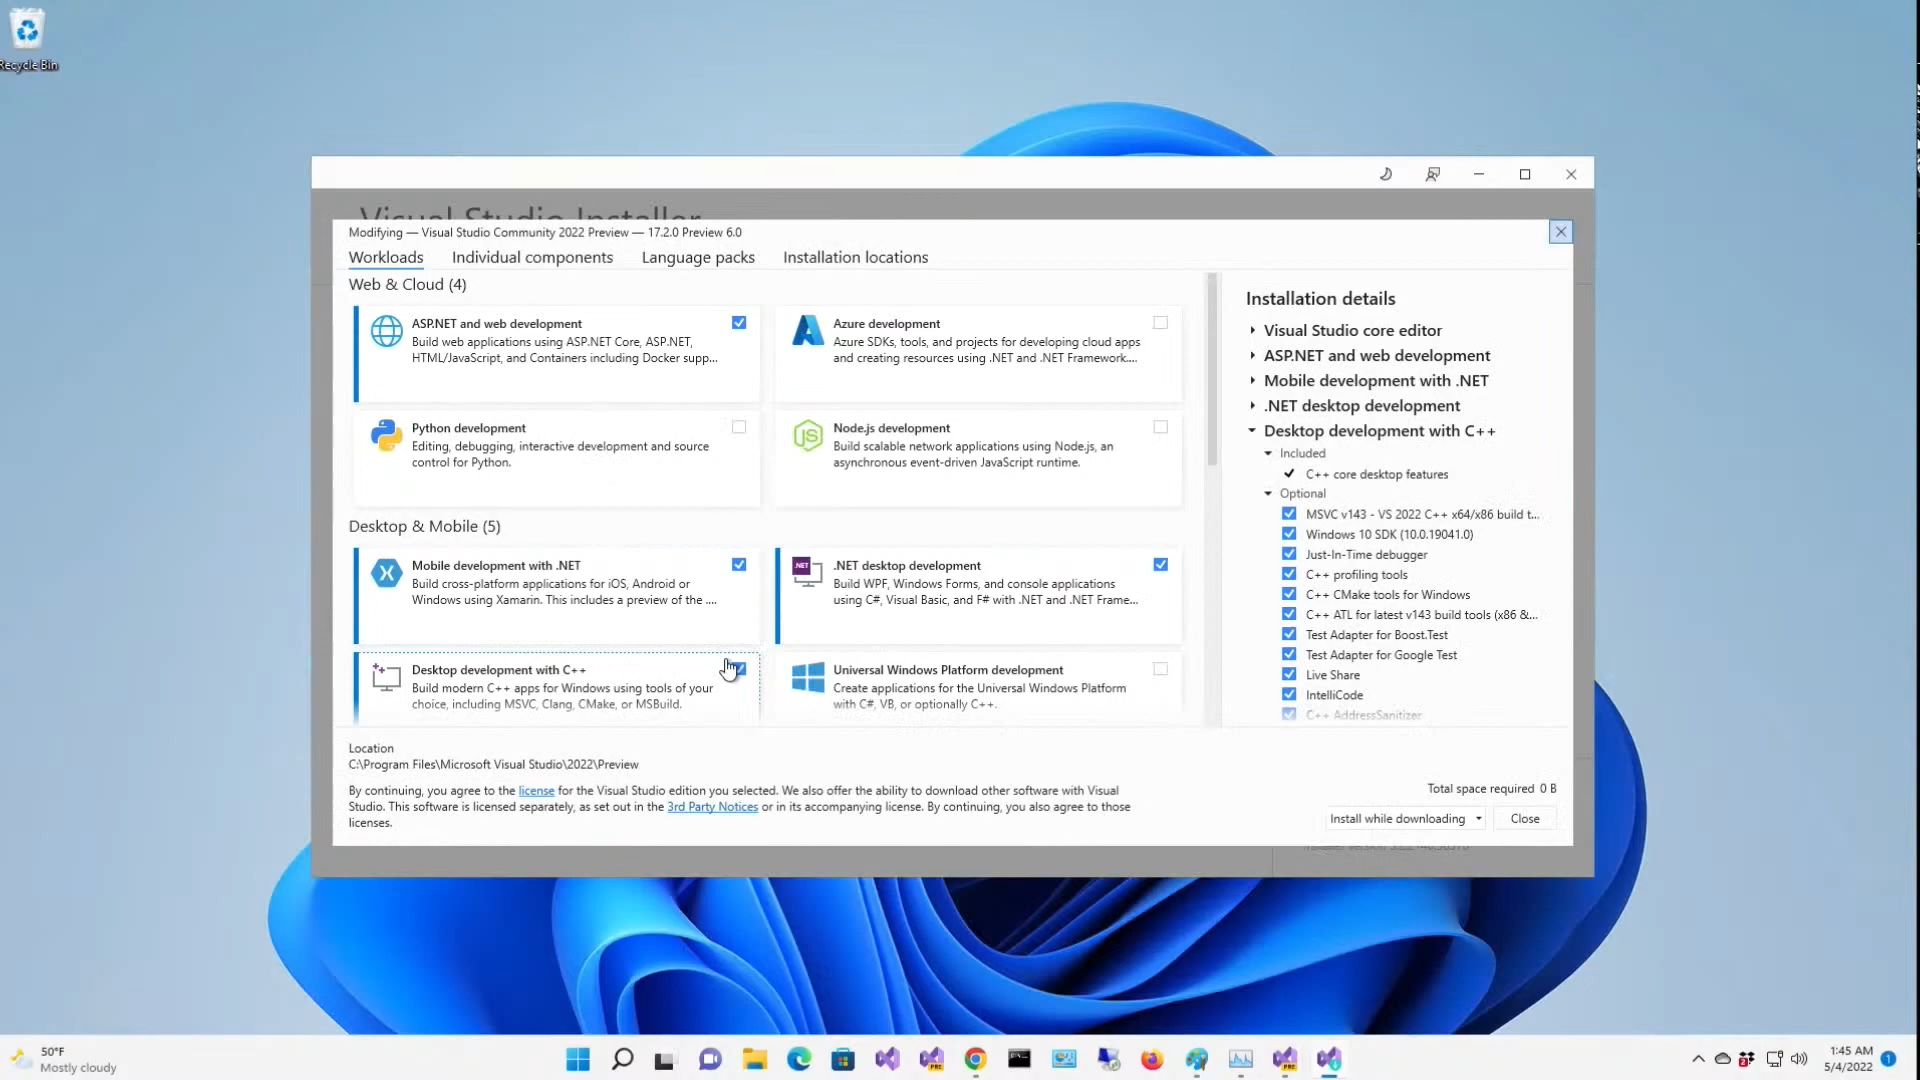 Recycle Bin
Visual Studio Installer
Modifying — Visual Studio Community 2022 Preview — 17.2.0 Preview 6.0
Workloads
Individual components
Language packs
Installation locations
Web & Cloud (4)
ASP.NET and web development
Build web applications using ASP.NET Core, ASP.NET,
HTML/JavaScript, and Containers including Docker supp...
Azure development
Azure SDKs, tools, and projects for developing cloud apps
and creating resources using .NET and .NET Framework....
Python development
Editing, debugging, interactive development and source
control for Python.
Node.js development
Build scalable network applications using Node.js, an
asynchronous event-driven JavaScript runtime.
Desktop & Mobile (5)
Mobile development with .NET
Build cross-platform applications for iOS, Android or
Windows using Xamarin. This includes a preview of the ....
.NET desktop development
Build WPF, Windows Forms, and console applications
using C#, Visual Basic, and F# with .NET and .NET Frame...
Desktop development with C++
Build modern C++ apps for Windows using tools of your
choice, including MSVC, Clang, CMake, or MSBuild.
Universal Windows Platform development
Create applications for the Universal Windows Platform
with C#, VB, or optionally C++.
Installation details
Visual Studio core editor
ASP.NET and web development
Mobile development with .NET
.NET desktop development
Desktop development with C++
Included
C++ core desktop features
Optional
MSVC v143 - VS 2022 C++ x64/x86 build t...
Windows 10 SDK (10.0.19041.0)
Just-In-Time debugger
C++ profiling tools
C++ CMake tools for Windows
C++ ATL for latest v143 build tools (x86 &...
Test Adapter for Boost.Test
Test Adapter for Google Test
Live Share
IntelliCode
C++ AddressSanitizer
Location
C:\Program Files\Microsoft Visual Studio\2022\Preview
By continuing, you agree to the license for the Visual Studio edition you selected. We also offer the ability to download other software with Visual
Studio. This software is licensed separately, as set out in the 3rd Party Notices or in its accompanying license. By continuing, you also agree to those
licenses.
Total space required 0 B
Install while downloading
Close
50°F
Mostly cloudy
1:45 AM
5/4/2022
1